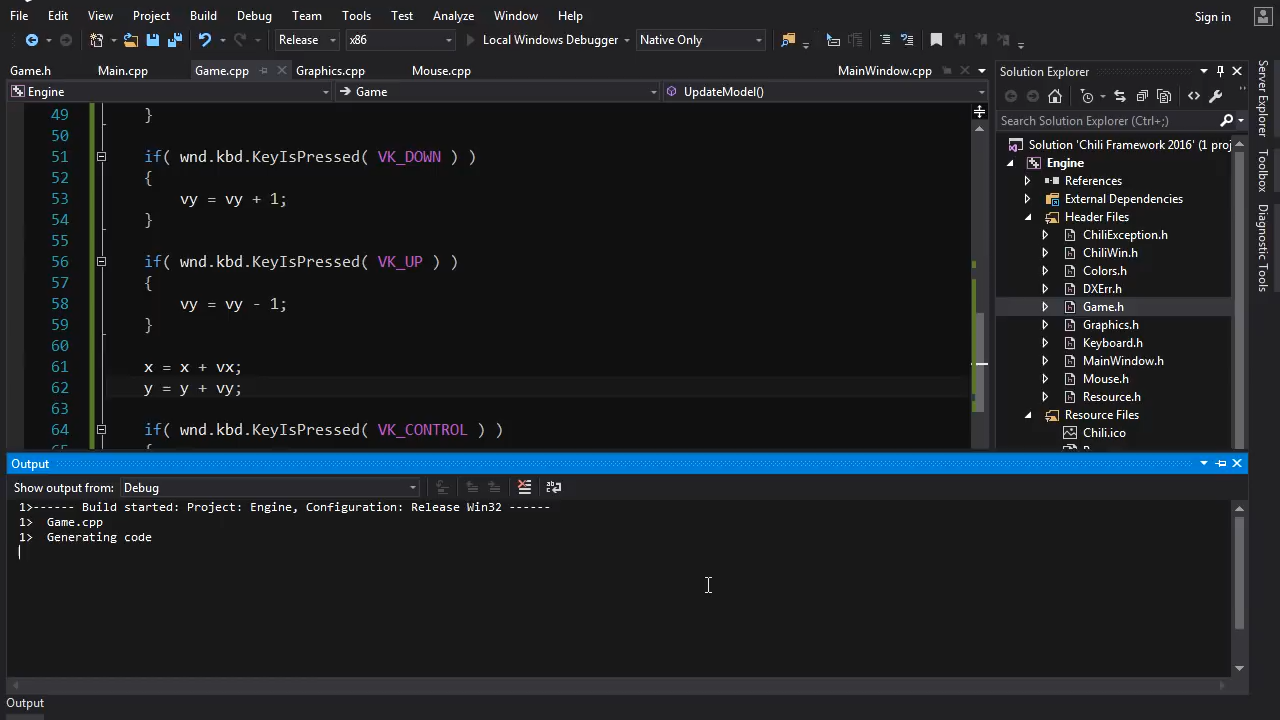 File Edit View Project Build Debug Team Tools Test Analyze Window Help Sign in
Release x86 Local Windows Debugger Native Only
Game.h Main.cpp Game.cpp Graphics.cpp Mouse.cpp MainWindow.cpp
Engine Game UpdateModel()
49 }
50
51 if( wnd.kbd.KeyIsPressed( VK_DOWN ) )
52 {
53 vy = vy + 1;
54 }
55
56 if( wnd.kbd.KeyIsPressed( VK_UP ) )
57 {
58 vy = vy - 1;
59 }
60
61 x = x + vx;
62 y = y + vy;
63
64 if( wnd.kbd.KeyIsPressed( VK_CONTROL ) )
Solution Explorer
Search Solution Explorer (Ctrl+;)
Solution 'Chili Framework 2016' (1 proj
Engine
References
External Dependencies
Header Files
ChiliException.h
ChiliWin.h
Colors.h
DXErr.h
Game.h
Graphics.h
Keyboard.h
MainWindow.h
Mouse.h
Resource.h
Resource Files
Chili.ico
Server Explorer
Toolbox
Diagnostic Tools
Output
Show output from: Debug
1>------ Build started: Project: Engine, Configuration: Release Win32 ------
1> Game.cpp
1> Generating code
Output